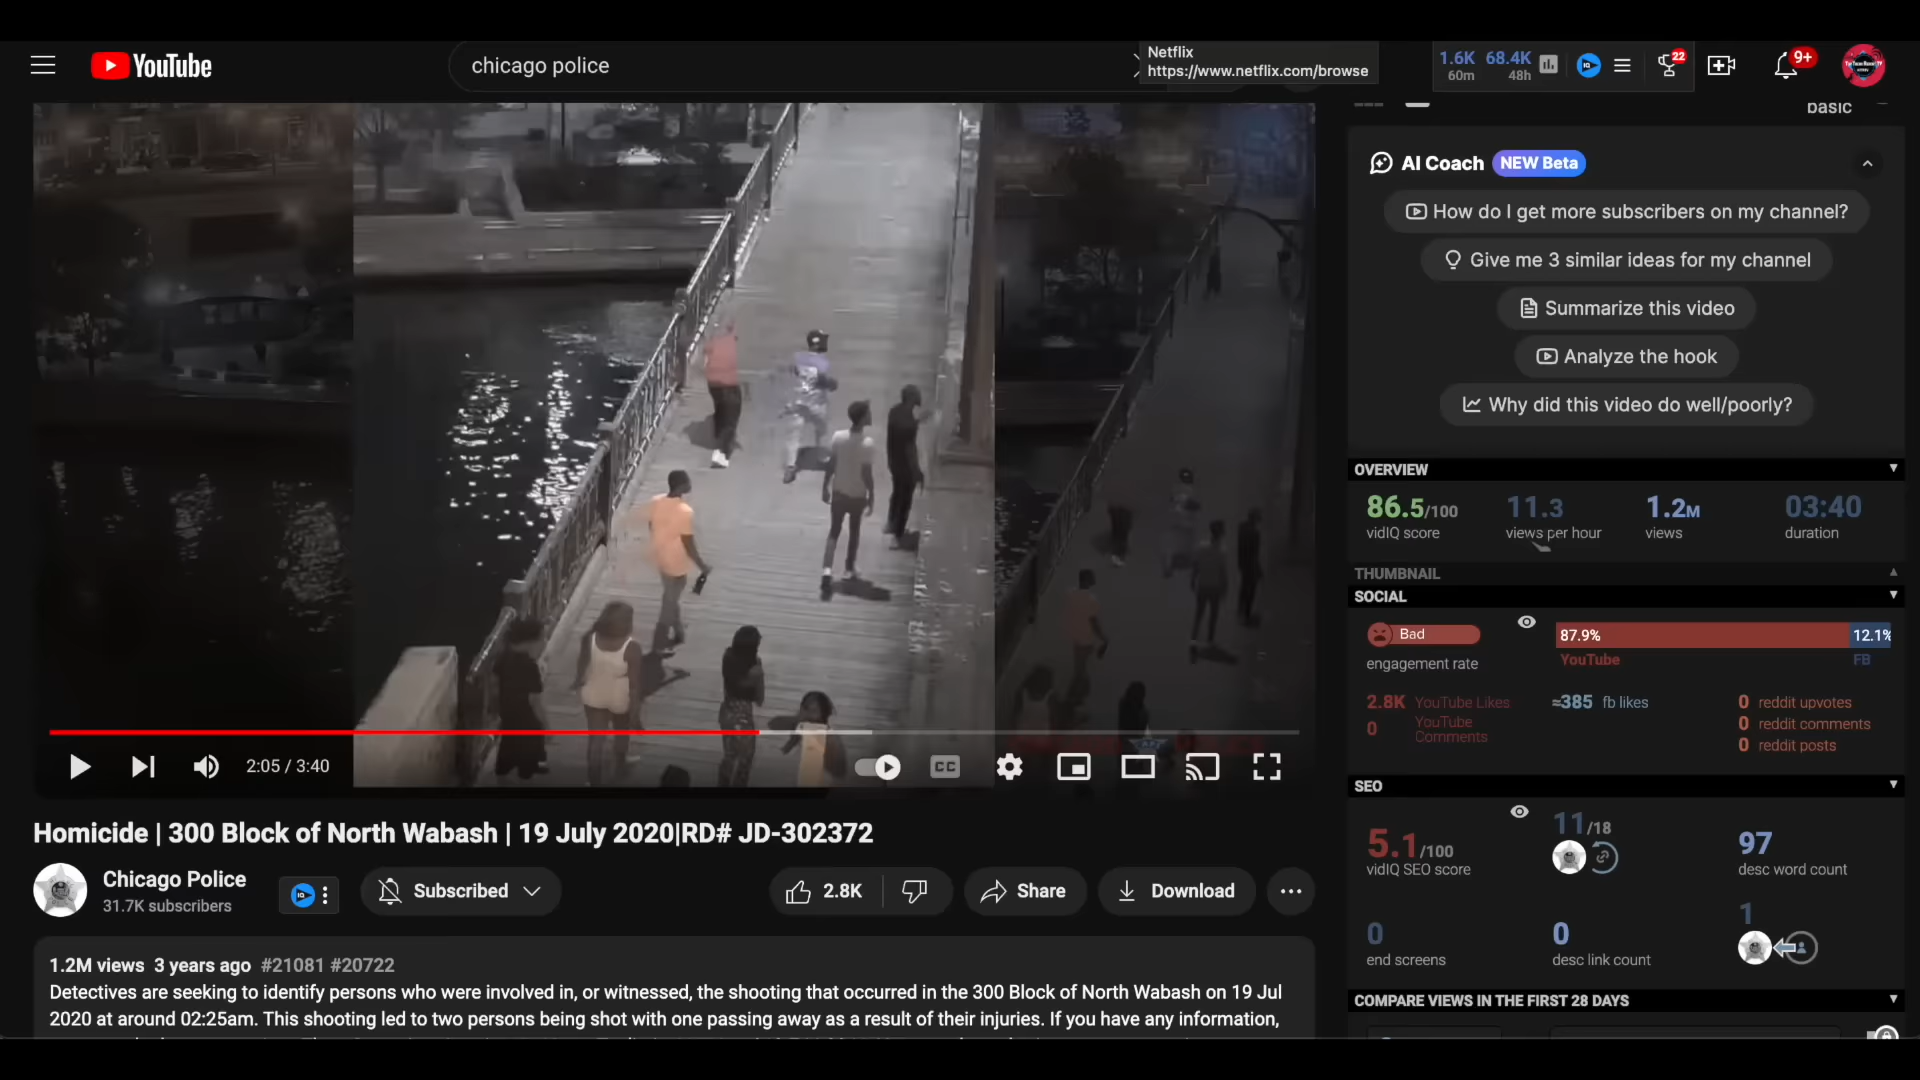 YouTube
chicago police
Netflix
https://www.netflix.com/browse
1.6K 68.4K
60m 48h
22
9+
basic
AI Coach NEW Beta
How do I get more subscribers on my channel?
Give me 3 similar ideas for my channel
Summarize this video
Analyze the hook
Why did this video do well/poorly?
OVERVIEW
86.5/100 11.3 1.2M 03:40
vidIQ score views per hour views duration
THUMBNAIL
SOCIAL
Bad 87.9% 12.1%
engagement rate YouTube FB
2.8K YouTube Likes ≈385 fb likes 0 reddit upvotes
0 YouTube Comments 0 reddit comments
0 reddit posts
2:05 / 3:40
CC
SEO
5.1/100 11/18 97
vidIQ SEO score desc word count
1
0 0
end screens desc link count
COMPARE VIEWS IN THE FIRST 28 DAYS
Homicide | 300 Block of North Wabash | 19 July 2020|RD# JD-302372
Chicago Police
31.7K subscribers
IQ
Subscribed
2.8K
Share
Download
1.2M views 3 years ago #21081 #20722
Detectives are seeking to identify persons who were involved in, or witnessed, the shooting that occurred in the 300 Block of North Wabash on 19 Jul
2020 at around 02:25am. This shooting led to two persons being shot with one passing away as a result of their injuries. If you have any information,